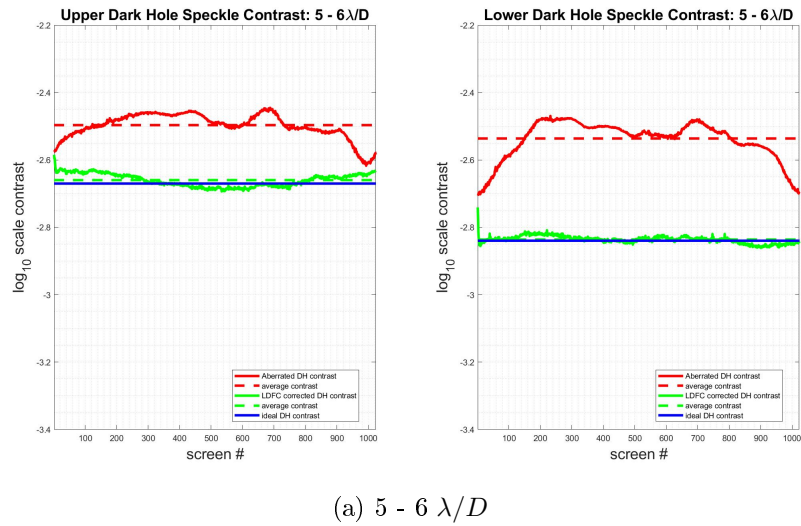 Upper Dark Hole Speckle Contrast: 5 - 6λ/D
-2.2
-2.4
-2.6
-2.8
-3
-3.2
-3.4
log10 scale contrast
100 200 300 400 500 600 700 800 900 1000
screen #
Aberrated DH contrast
average contrast
LDFC corrected DH contrast
average contrast
ideal DH contrast
Lower Dark Hole Speckle Contrast: 5 - 6λ/D
-2.2
-2.4
-2.6
-2.8
-3
-3.2
-3.4
log10 scale contrast
100 200 300 400 500 600 700 800 900 1000
screen #
Aberrated DH contrast
average contrast
LDFC corrected DH contrast
average contrast
ideal DH contrast
(a) 5 - 6 λ/D